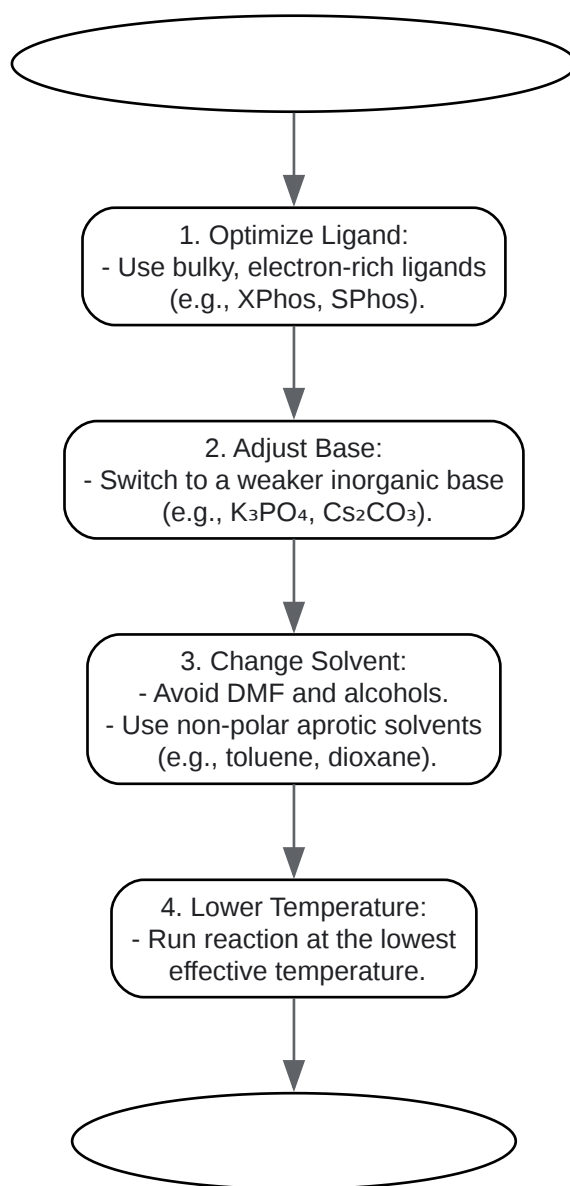 1. Optimize Ligand:
- Use bulky, electron-rich ligands
(e.g., XPhos, SPhos).
2. Adjust Base:
- Switch to a weaker inorganic base
(e.g., K₃PO₄, Cs₂CO₃).
3. Change Solvent:
- Avoid DMF and alcohols.
- Use non-polar aprotic solvents
(e.g., toluene, dioxane).
4. Lower Temperature:
- Run reaction at the lowest
effective temperature.